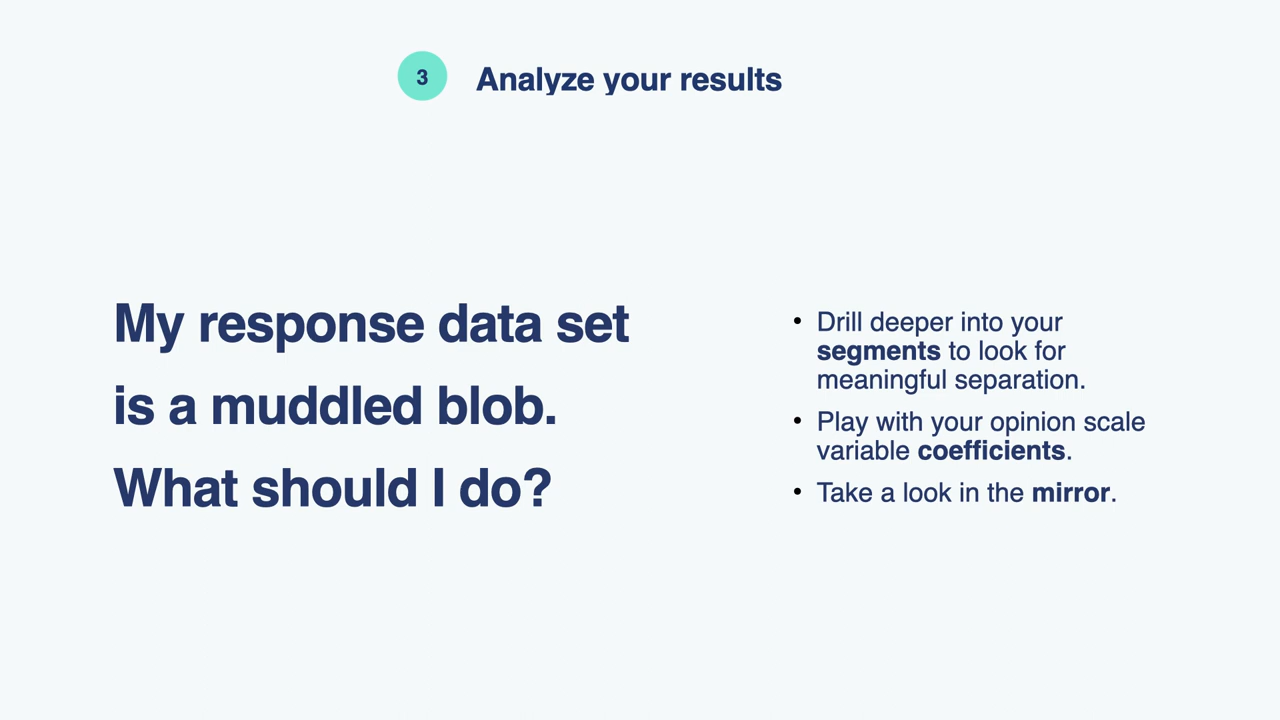 3
Analyze your results
My response data set
is a muddled blob.
What should I do?
• Drill deeper into your
segments to look for
meaningful separation.
• Play with your opinion scale
variable coefficients.
• Take a look in the mirror.